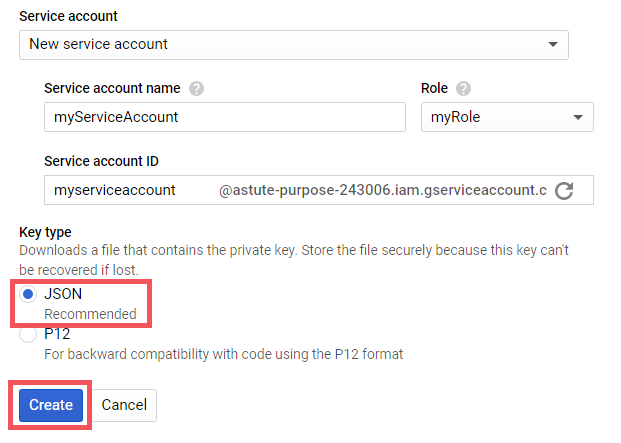 Service account
New service account
Service account name ?
Role ?
myServiceAccount
myRole
Service account ID
myserviceaccount @astute-purpose-243006.iam.gserviceaccount.c
Key type
Downloads a file that contains the private key. Store the file securely because this key can't
be recovered if lost.
JSON
Recommended
P12
For backward compatibility with code using the P12 format
Create
Cancel